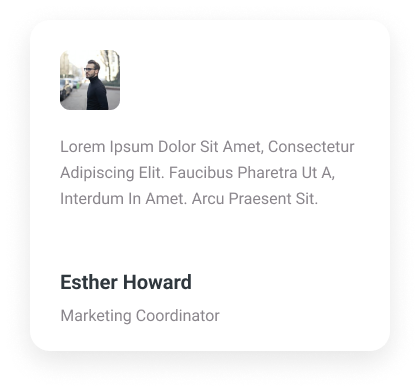 Lorem Ipsum Dolor Sit Amet, Consectetur
Adipiscing Elit. Faucibus Pharetra Ut A,
Interdum In Amet. Arcu Praesent Sit.
Esther Howard
Marketing Coordinator